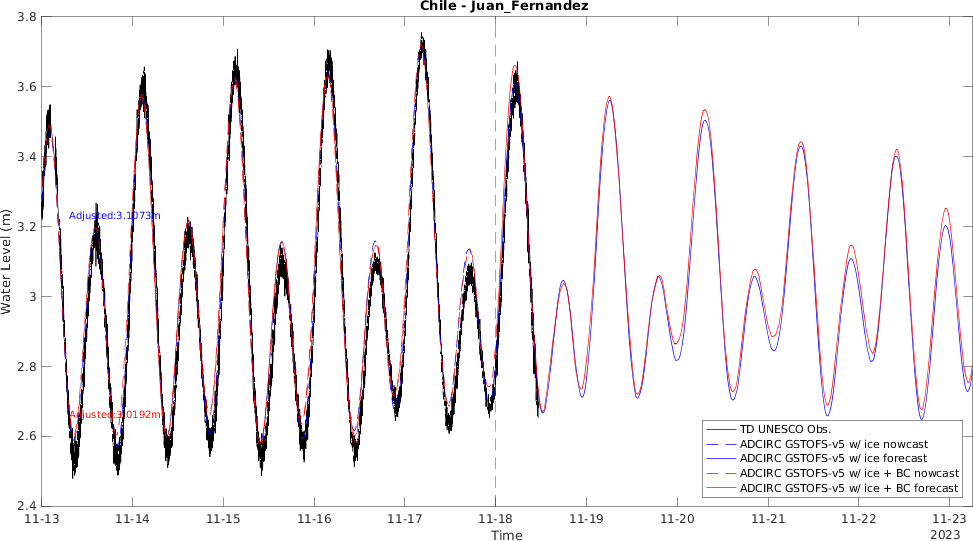 Chile - Juan_Fernandez
3.8
3.6
3.4
3.2
3
2.8
2.6
2.4
Water Level (m)
Adjusted:3.1073m
Adjusted:3.0192m
TD UNESCO Obs.
ADCIRC GSTOFS-v5 w/ ice nowcast
ADCIRC GSTOFS-v5 w/ ice forecast
ADCIRC GSTOFS-v5 w/ ice + BC nowcast
ADCIRC GSTOFS-v5 w/ ice + BC forecast
11-13 11-14 11-15 11-16 11-17 11-18 11-19 11-20 11-21 11-22 11-23
Time
2023